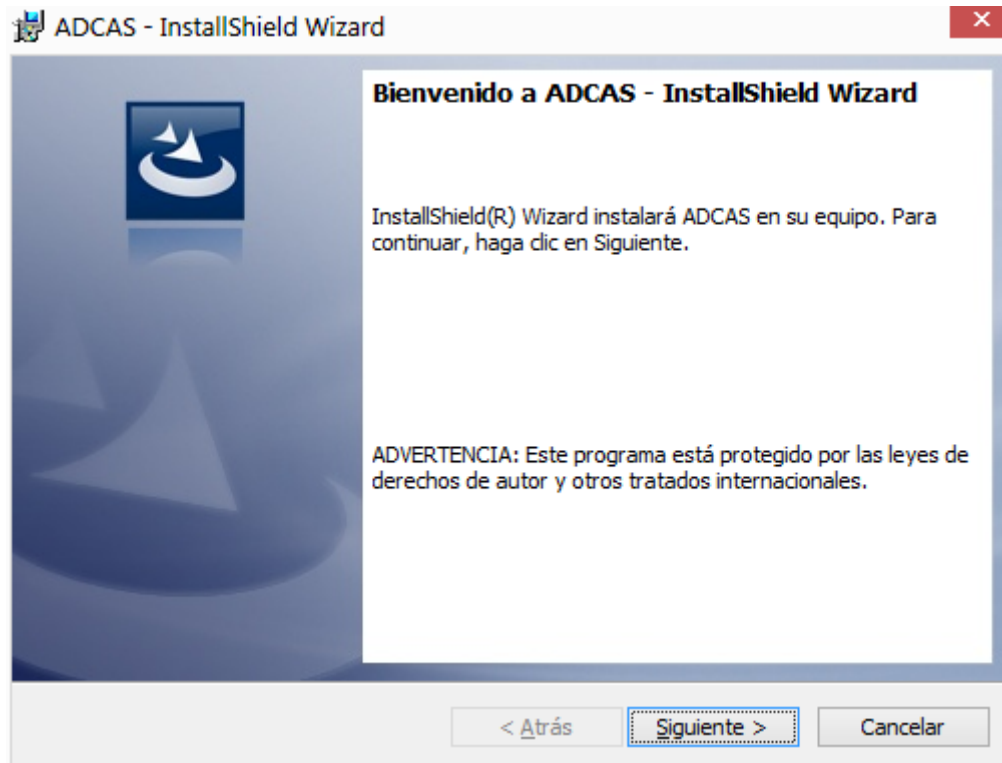 ADCAS - InstallShield Wizard
Bienvenido a ADCAS - InstallShield Wizard
InstallShield(R) Wizard instalará ADCAS en su equipo. Para
continuar, haga clic en Siguiente.
ADVERTENCIA: Este programa está protegido por las leyes de
derechos de autor y otros tratados internacionales.
< Atrás
Siguiente >
Cancelar